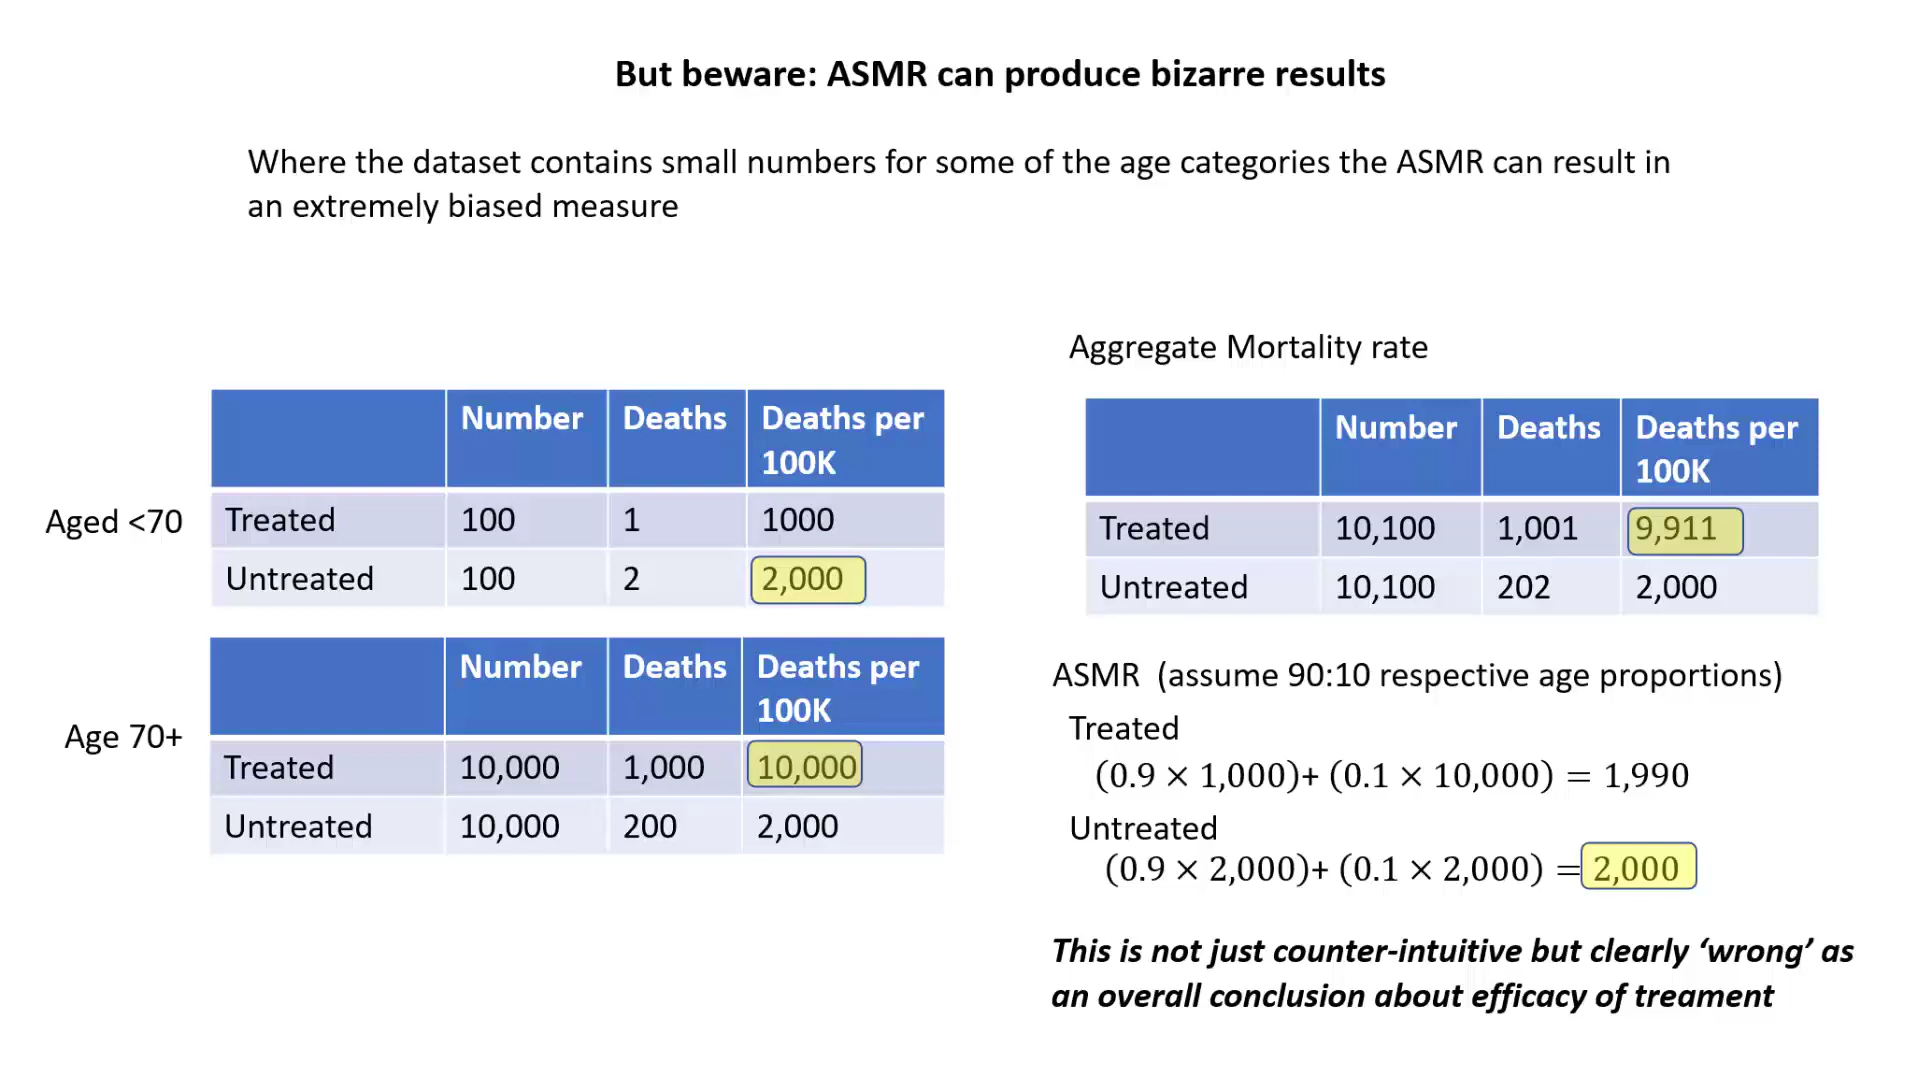 But beware: ASMR can produce bizarre results
Where the dataset contains small numbers for some of the age categories the ASMR can result in
an extremely biased measure
Number Deaths Deaths per
100K
Aged <70 Treated 100 1 1000
Untreated 100 2 2,000
Number Deaths Deaths per
100K
Age 70+
Treated 10,000 1,000 10,000
Untreated 10,000 200 2,000
Aggregate Mortality rate
Number Deaths Deaths per
100K
Treated 10,100 1,001 9,911
Untreated 10,100 202 2,000
ASMR (assume 90:10 respective age proportions)
Treated
(0.9 × 1,000)+ (0.1 × 10,000) = 1,990
Untreated
(0.9 × 2,000)+ (0.1 × 2,000) = 2,000
This is not just counter-intuitive but clearly ‘wrong’ as
an overall conclusion about efficacy of treament